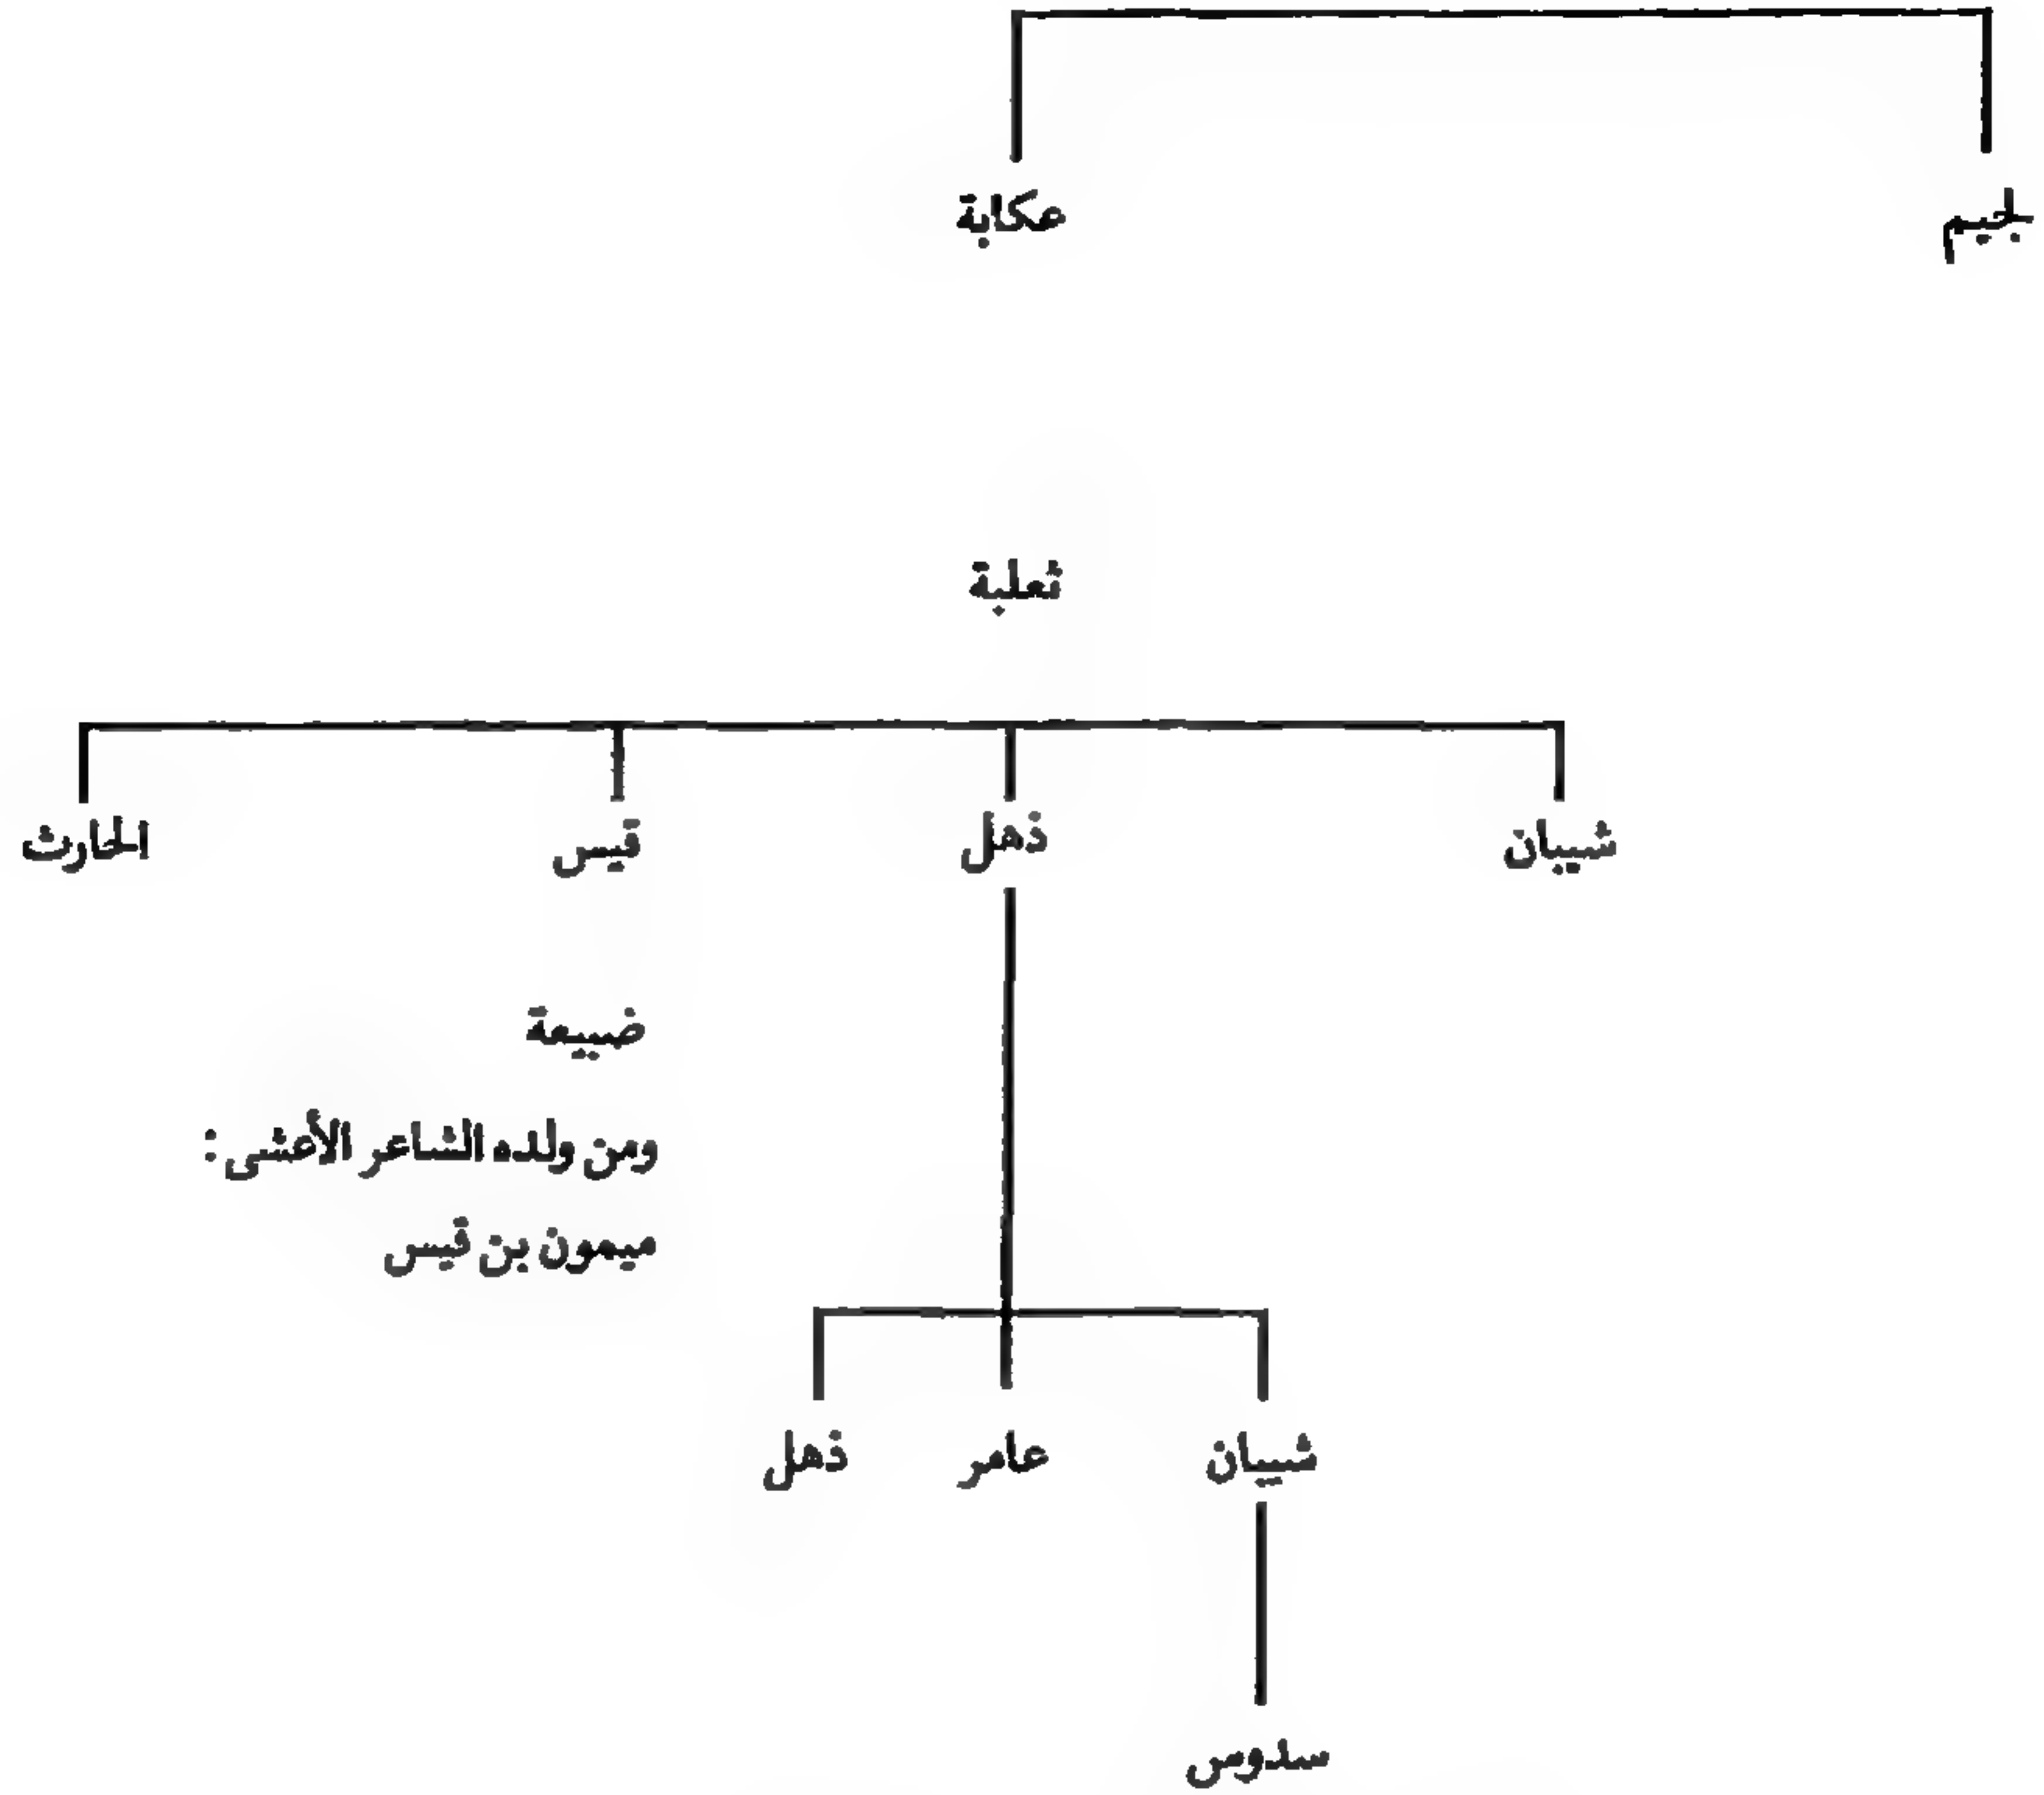 لجيم
عكابة
ثعلبة
شيبان
ذهل
قيس
الحارث
ضبيعة
ومن ولده الشاعر الأعشى :
ميمون بن قيس
شيبان
عامر
ذهل
سدوس